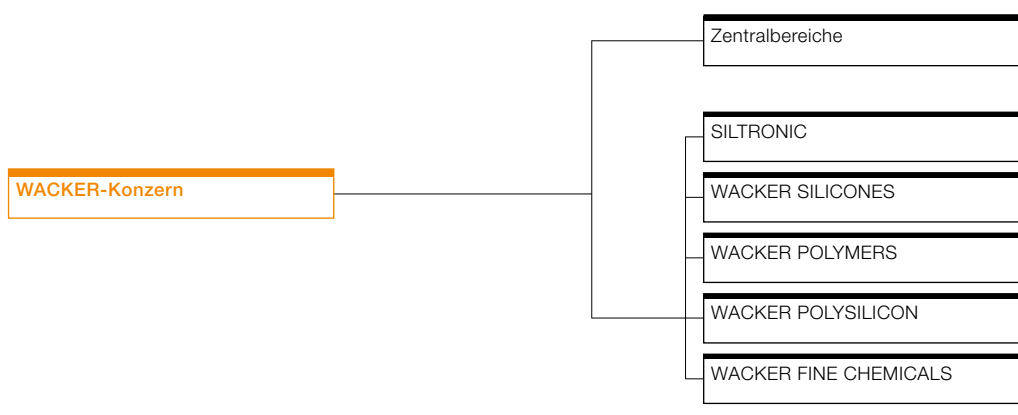 Zentralbereiche
SILTRONIC
WACKER-Konzern
WACKER SILICONES
WACKER POLYMERS
WACKER POLYSILICON
WACKER FINE CHEMICALS